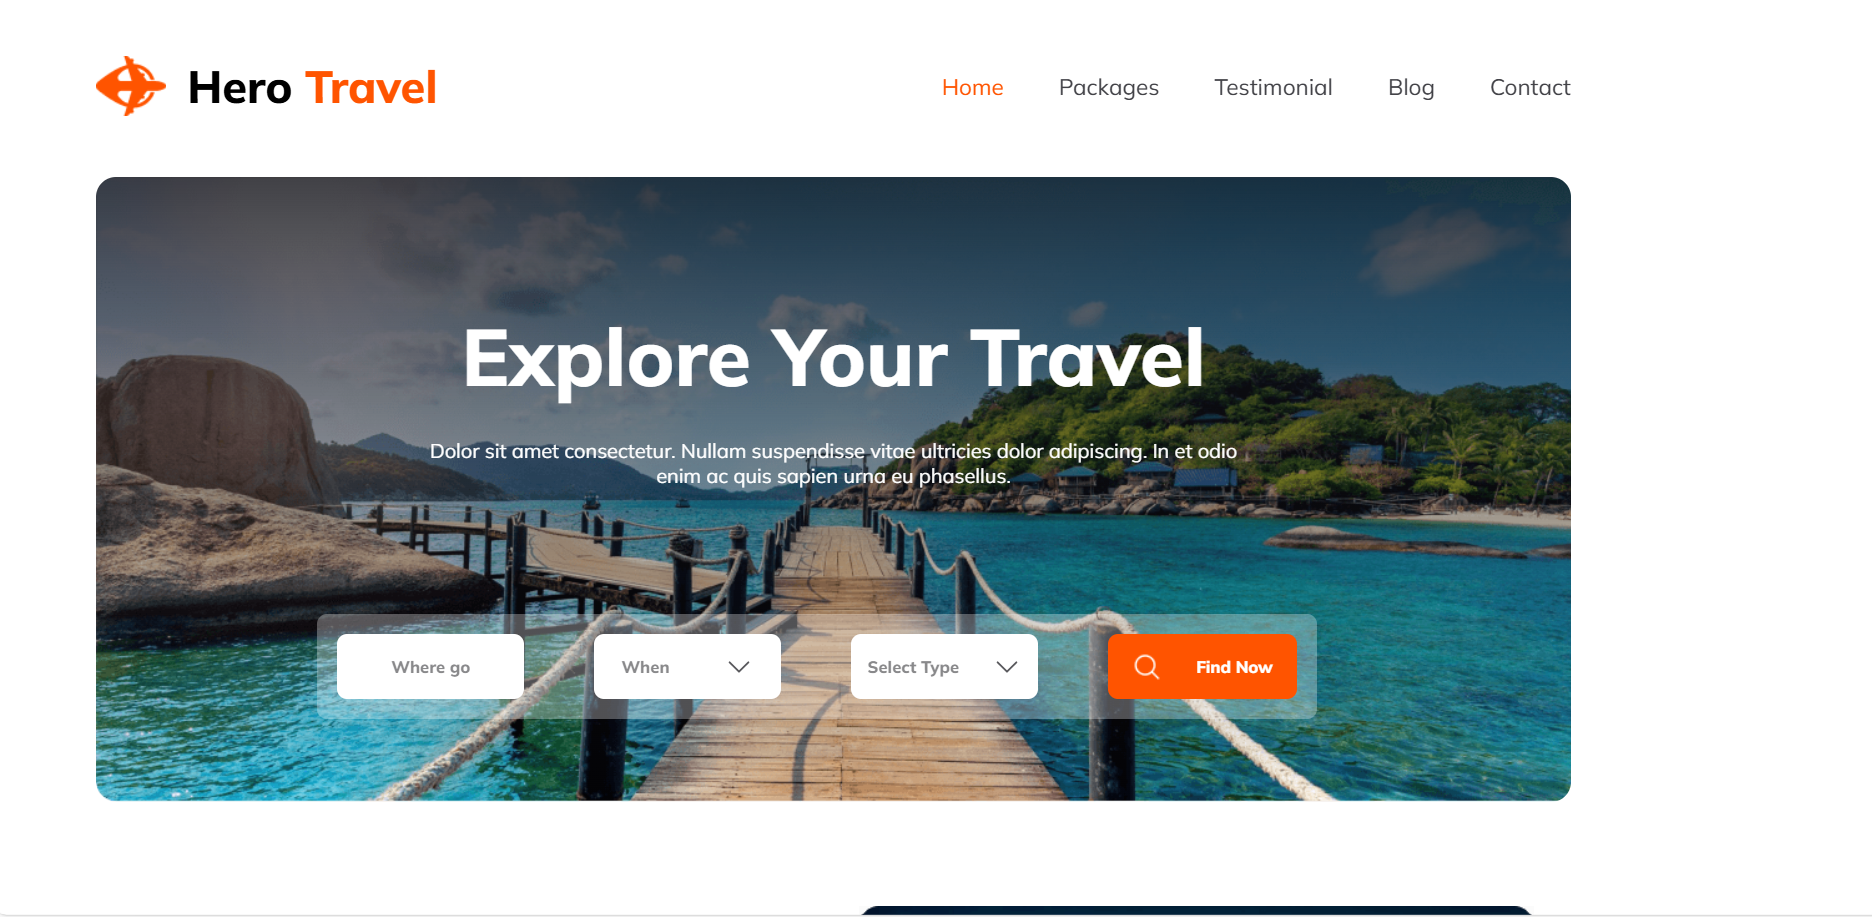 Hero Travel
Home Packages Testimonial Blog Contact
Explore Your Travel
Dolor sit amet consectetur. Nullam suspendisse vitae ultricies dolor adipiscing. In et odio
enim ac quis sapien urna eu phasellus.
Where go When Select Type Find Now